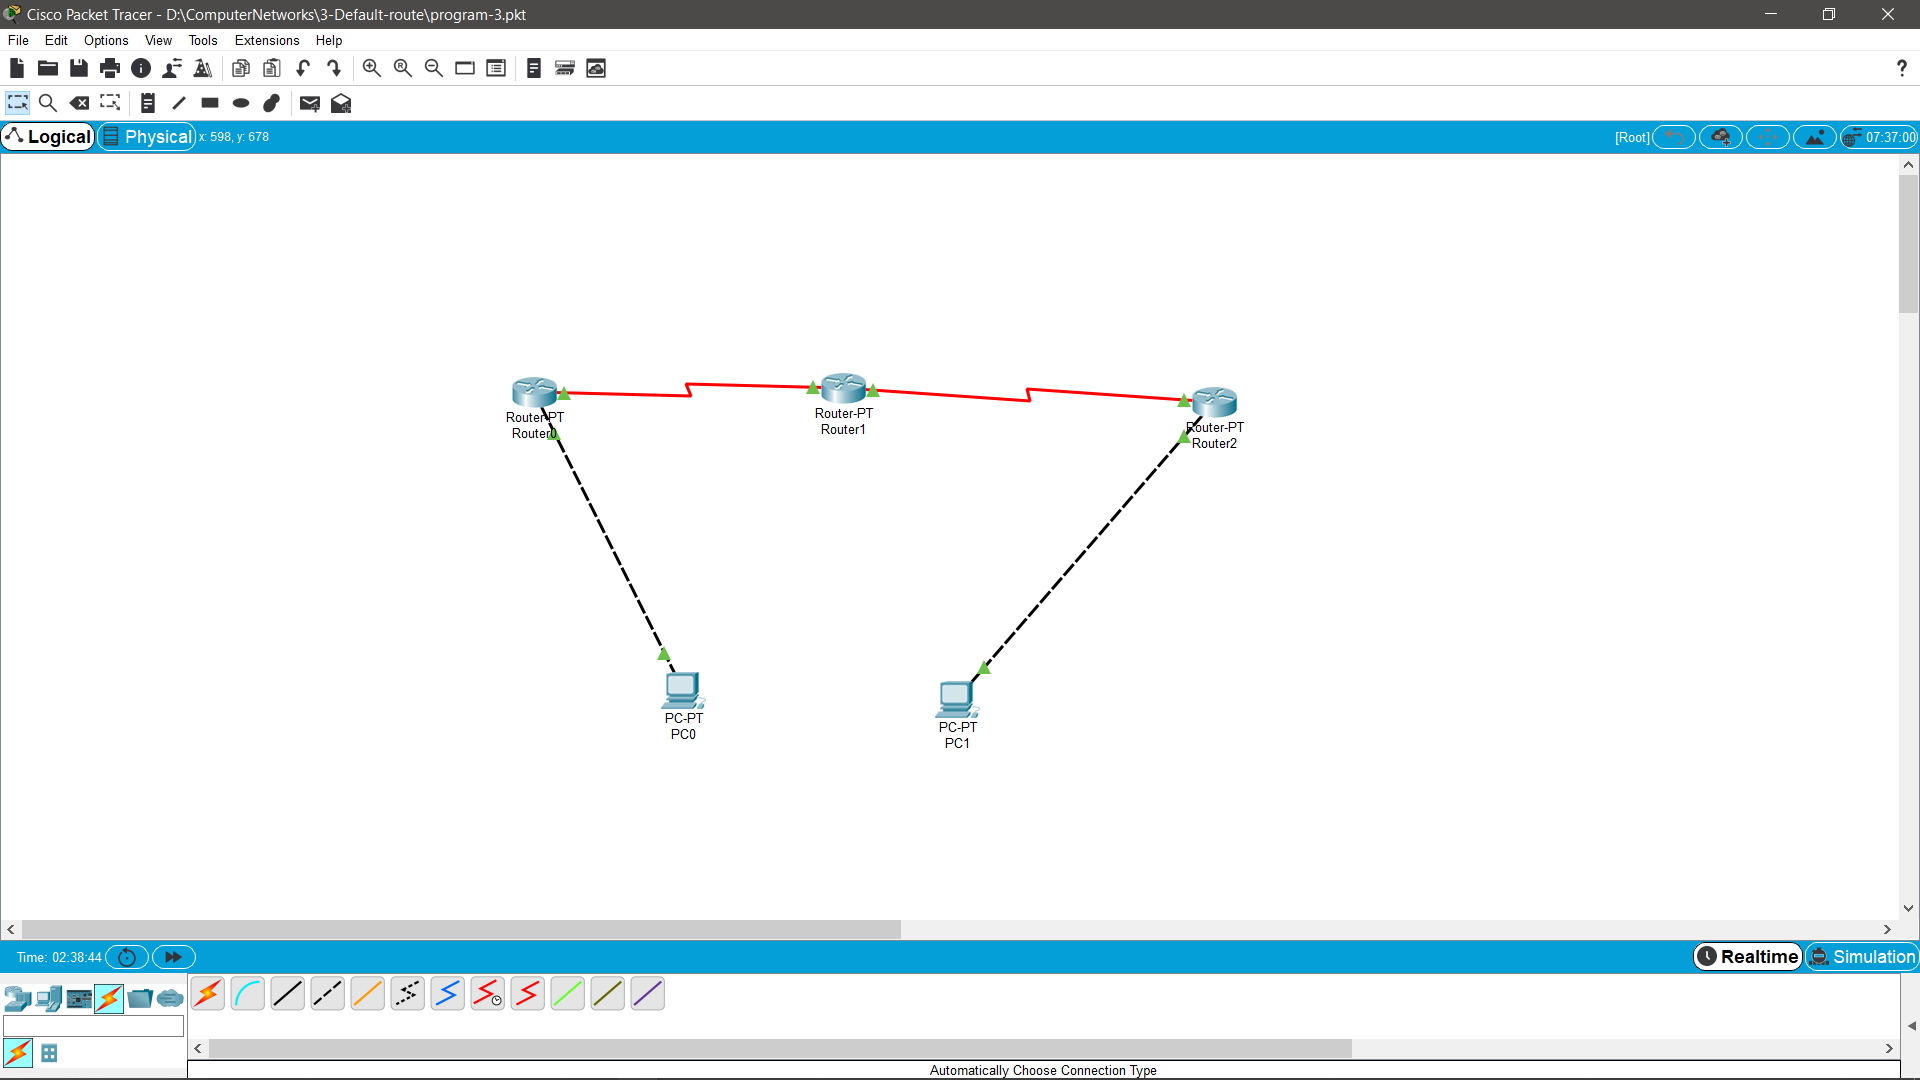 Cisco Packet Tracer - D:\ComputerNetworks\3-Default-route\program-3.pkt
File Edit Options View Tools Extensions Help
Logical Physical x: 598, y: 678 [Root] 07:37:00
Router-PT
Router0
Router-PT
Router1
Router-PT
Router2
PC-PT
PC0
PC-PT
PC1
Time: 02:38:44 Realtime Simulation
Automatically Choose Connection Type